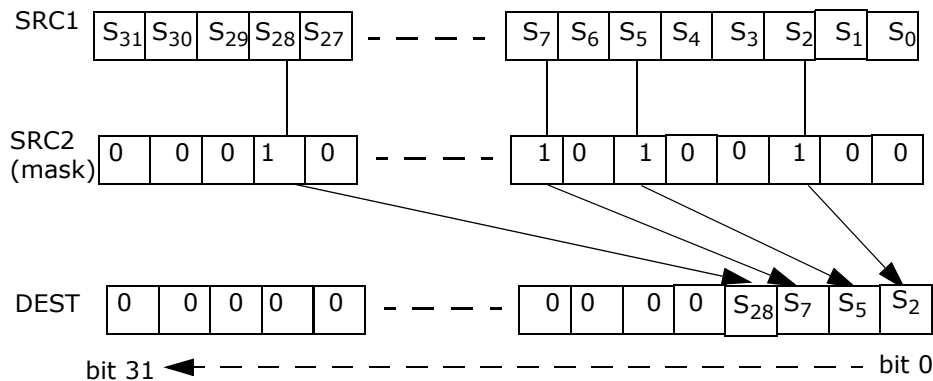 SRC1 S31 S30 S29 S28 S27 S7 S6 S5 S4 S3 S2 S1 S0
SRC2
(mask) 0 0 0 1 0 1 0 1 0 0 1 0 0
DEST 0 0 0 0 0 0 0 0 0 S28 S7 S5 S2
bit 31 bit 0